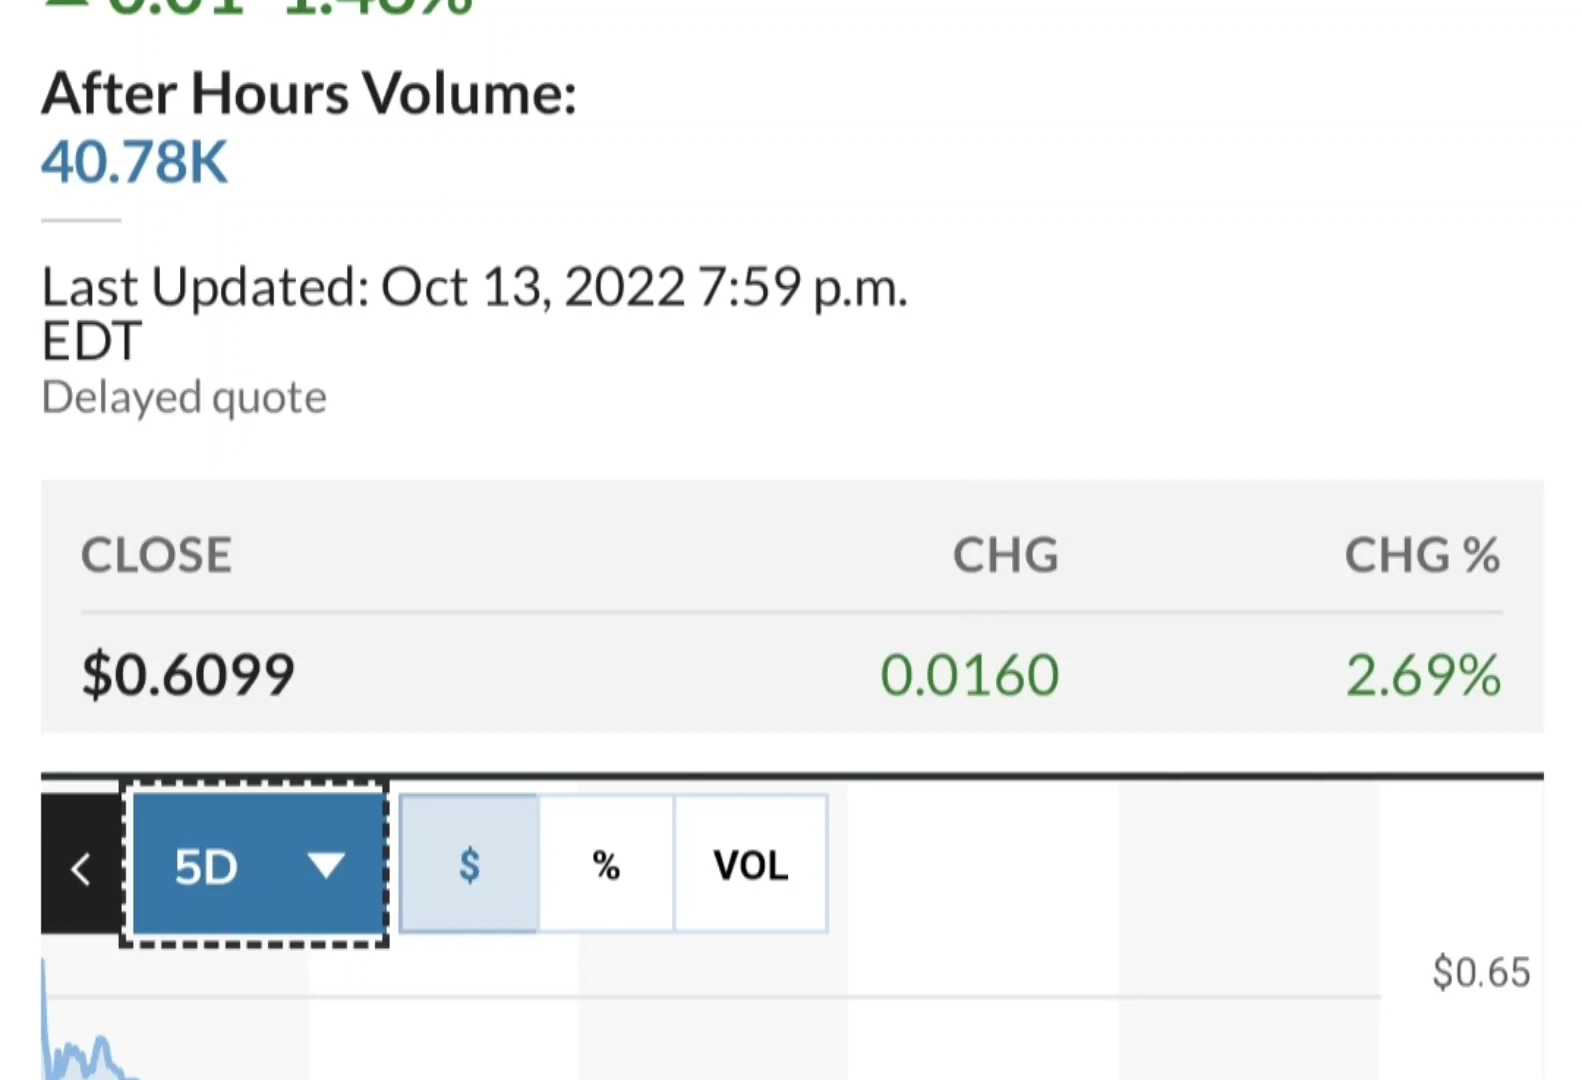 After Hours Volume:
40.78K
Last Updated: Oct 13, 2022 7:59 p.m.
EDT
Delayed quote
CLOSE CHG CHG %
$0.6099 0.0160 2.69%
5D $ % VOL
$0.65